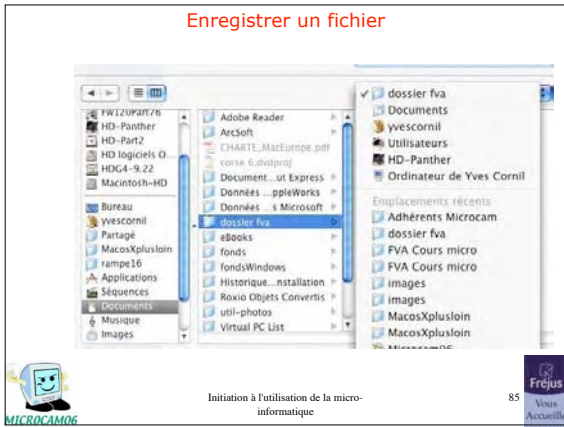 Enregistrer un fichier
FW120Part76
HD-Panther
HD-Part2
HD logiciels O...
HDG4-9.22
Macintosh-HD
Bureau
yvescornil
Partagé
MacosXplusloin
rampe16
Applications
Séquences
Documents
Musique
Images
Adobe Reader
ArcSoft
CHARTE_MacEurope.pdf
corse 6.dvdproj
Document...ut Express
Données ...ppleWorks
Données ...s Microsoft
dossier fva
eBooks
fonds
fondsWindows
Historique...nstallation
Roxio Objets Convertis
util-photos
Virtual PC List
dossier fva
Documents
yvescornil
Utilisateurs
HD-Panther
Ordinateur de Yves Cornil
Emplacements récents
Adhérents Microcam
dossier fva
FVA Cours micro
FVA Cours micro
images
images
MacosXplusloin
MacosXplusloin
Microcam06
MICROCAM06
Initiation à l'utilisation de la micro-
informatique
85
Fréjus
Vous
Accueille